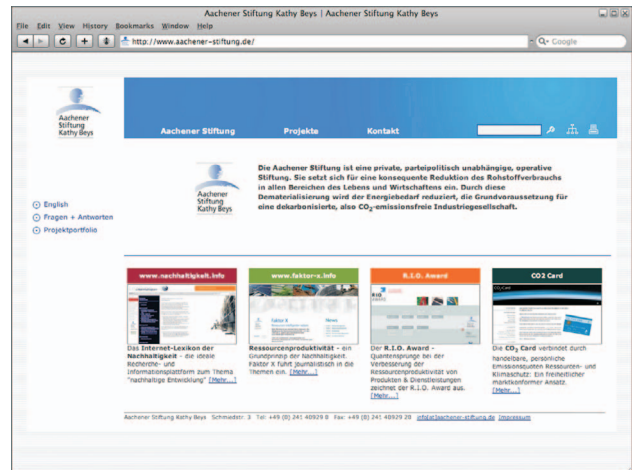 Aachener Stiftung Kathy Beys | Aachener Stiftung Kathy Beys
File Edit View History Bookmarks Window Help
http://www.aachener-stiftung.de/
Google
Aachener
Stiftung
Kathy Beys
Aachener Stiftung Projekte Kontakt
English
Fragen + Antworten
Projektportfolio
Aachener
Stiftung
Kathy Beys
Die Aachener Stiftung ist eine private, parteipolitisch unabhängige, operative
Stiftung. Sie setzt sich für eine konsequente Reduktion des Rohstoffverbrauchs
in allen Bereichen des Lebens und Wirtschaftens ein. Durch diese
Dematerialisierung wird der Energiebedarf reduziert, die Grundvoraussetzung für
eine dekarbonisierte, also CO₂-emissionsfreie Industriegesellschaft.
www.nachhaltigkeit.info
Das Internet-Lexikon der
Nachhaltigkeit - die ideale
Recherche- und
Informationsplattform zum Thema
"nachhaltige Entwicklung" [Mehr...]
www.faktor-x.info
Faktor X News
Ressourcenproduktivität - ein
Grundprinzip der Nachhaltigkeit.
Faktor X führt journalistisch in die
Themen ein. [Mehr...]
R.I.O. Award
RIO
Der R.I.O. Award -
Quintensprunge bei der
Verbesserung der
Ressourcenproduktivität von
Produkten & Dienstleistungen
zeichnet der R.I.O. Award aus.
[Mehr...]
CO2 Card
CO₂Card
Die CO₂ Card verbindet durch
handelbare, persönliche
Emissionsquoten Ressourcen- und
Klimaschutz: Ein freiheitlicher
marktkonformer Ansatz.
[Mehr...]
Aachener Stiftung Kathy Beys Schmiedstr. 3 Tel: +49 (0) 241 40929 0 Fax: +49 (0) 241 40929 20 info[at]aachener-stiftung.de Impressum